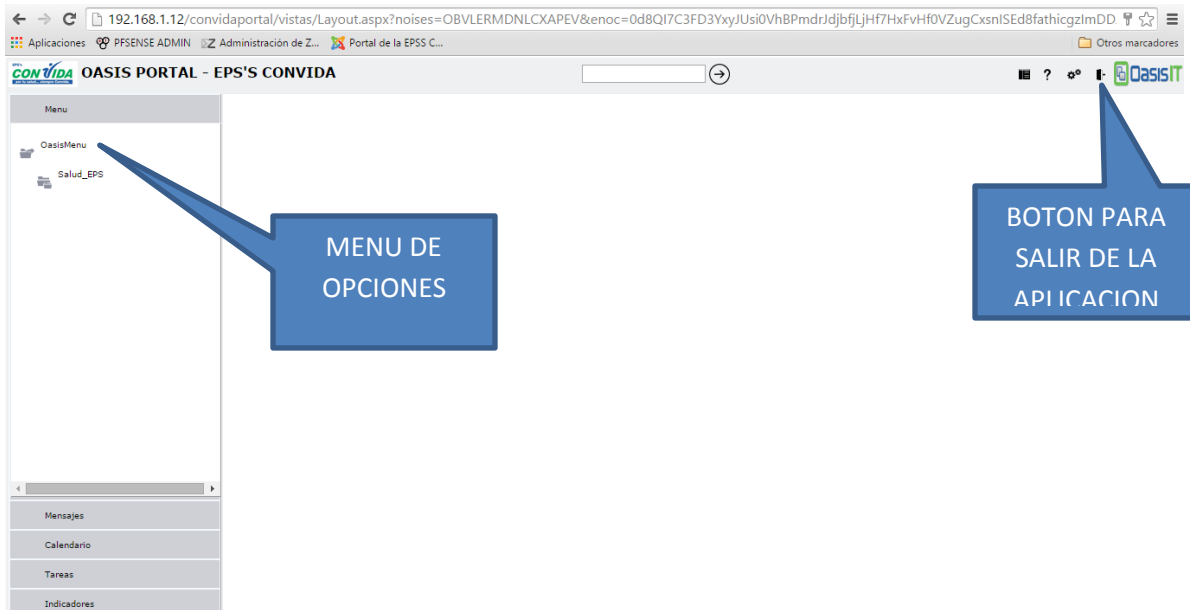 192.168.1.12/convidaportal/vistas/Layout.aspx?noises=OBVLERMDNLCXAPEV&enoc=0d8QI7C3FD3YxyJUsi0VhBPmdrJdjbfjLjHf7HxFvHf0VZugCxsnISEd8fathicgzImDD
Aplicaciones PFSENSE ADMIN Administración de Z... Portal de la EPSS C... Otros marcadores
EPS's
CONVIDA OASIS PORTAL - EPS'S CONVIDA ? OasisIT
Menu
OasisMenu
Salud_EPS
MENU DE
OPCIONES
BOTON PARA
SALIR DE LA
APLICACION
Mensajes
Calendario
Tareas
Indicadores